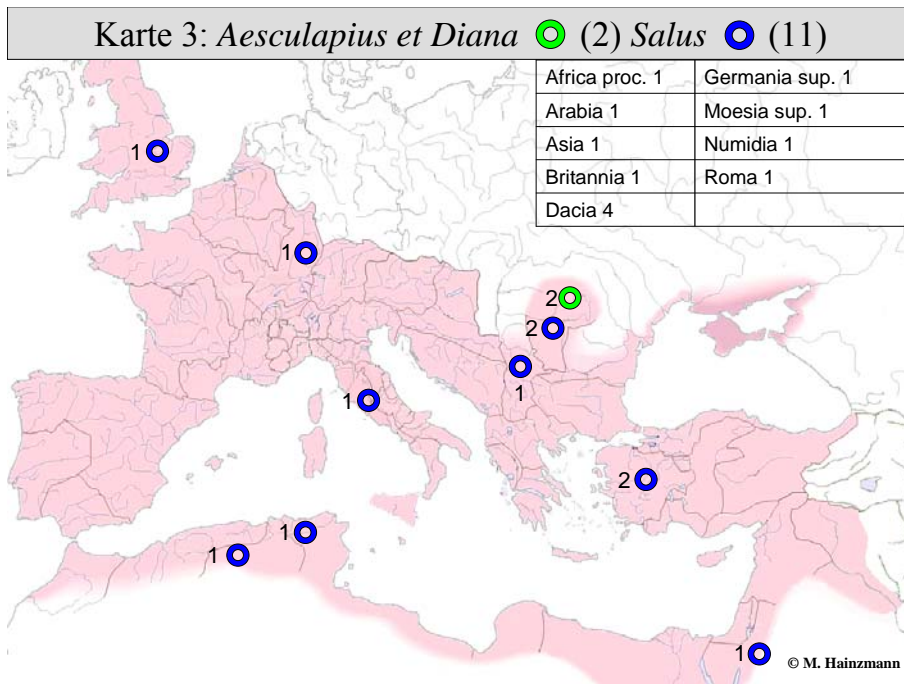 Karte 3: Aesculapius et Diana (2) Salus (11)
Africa proc. 1 Germania sup. 1
Arabia 1 Moesia sup. 1
Asia 1 Numidia 1
Britannia 1 Roma 1
Dacia 4
1
1
2
2
1
1
2
1
1
1
© M. Hainzmann